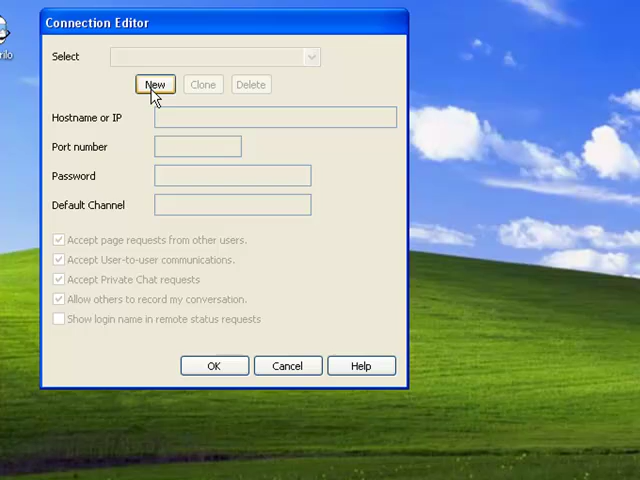 Connection Editor
Select
New Clone Delete
Hostname or IP
Port number
Password
Default Channel
Accept page requests from other users.
Accept User-to-user communications.
Accept Private Chat requests
Allow others to record my conversation.
Show login name in remote status requests
OK Cancel Help